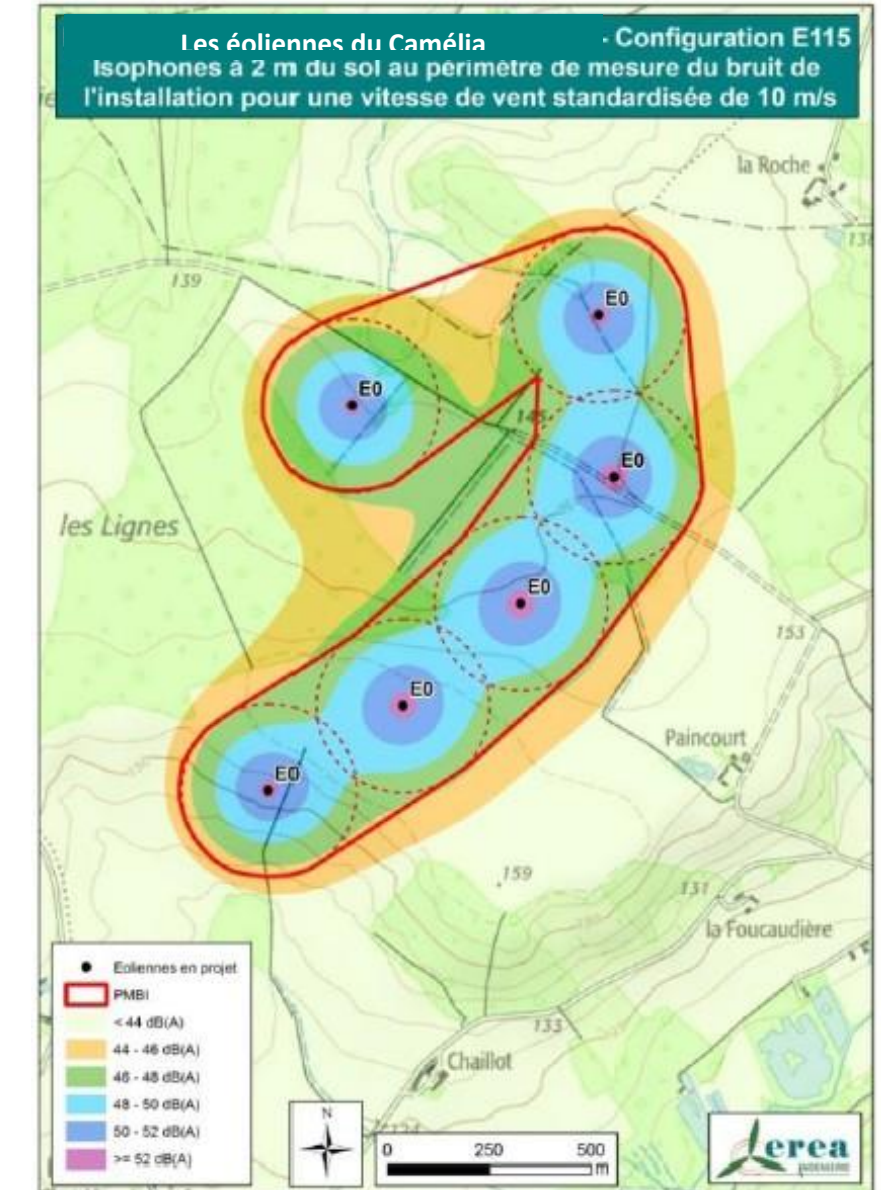 Les éoliennes du Camélia - Configuration E115
Isophones à 2 m du sol au périmètre de mesure du bruit de
l'installation pour une vitesse de vent standardisée de 10 m/s
la Roche
139
E0
E0
145
E0
les Lignes
E0
153
E0
Paincourt
E0
159
131
la Foucaudière
133
Chaillot
124
Eoliennes en projet
PMBI
< 44 dB(A)
44 - 46 dB(A)
46 - 48 dB(A)
48 - 50 dB(A)
50 - 52 dB(A)
>= 52 dB(A)
N
0 250 500
m
erea
INGENIERIE